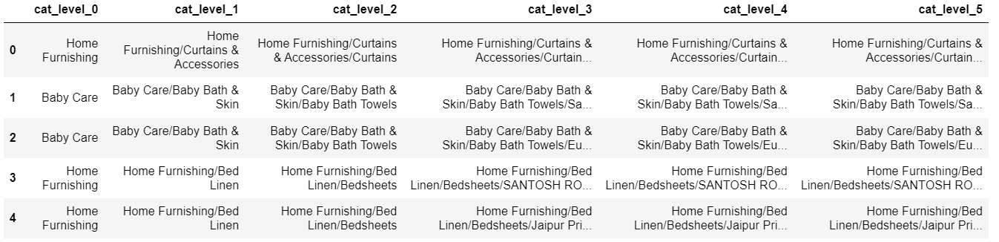 cat_level_0 cat_level_1 cat_level_2 cat_level_3 cat_level_4 cat_level_5
0 Home Furnishing Home Furnishing/Curtains & Accessories Home Furnishing/Curtains & Accessories/Curtains Home Furnishing/Curtains & Accessories/Curtain... Home Furnishing/Curtains & Accessories/Curtain... Home Furnishing/Curtains & Accessories/Curtain...
1 Baby Care Baby Care/Baby Bath & Skin Baby Care/Baby Bath & Skin/Baby Bath Towels Baby Care/Baby Bath & Skin/Baby Bath Towels/Sa... Baby Care/Baby Bath & Skin/Baby Bath Towels/Sa... Baby Care/Baby Bath & Skin/Baby Bath Towels/Sa...
2 Baby Care Baby Care/Baby Bath & Skin Baby Care/Baby Bath & Skin/Baby Bath Towels Baby Care/Baby Bath & Skin/Baby Bath Towels/Eu... Baby Care/Baby Bath & Skin/Baby Bath Towels/Eu... Baby Care/Baby Bath & Skin/Baby Bath Towels/Eu...
3 Home Furnishing Home Furnishing/Bed Linen Home Furnishing/Bed Linen/Bedsheets Home Furnishing/Bed Linen/Bedsheets/SANTOSH RO... Home Furnishing/Bed Linen/Bedsheets/SANTOSH RO... Home Furnishing/Bed Linen/Bedsheets/SANTOSH RO...
4 Home Furnishing Home Furnishing/Bed Linen Home Furnishing/Bed Linen/Bedsheets Home Furnishing/Bed Linen/Bedsheets/Jaipur Pri... Home Furnishing/Bed Linen/Bedsheets/Jaipur Pri... Home Furnishing/Bed Linen/Bedsheets/Jaipur Pri...